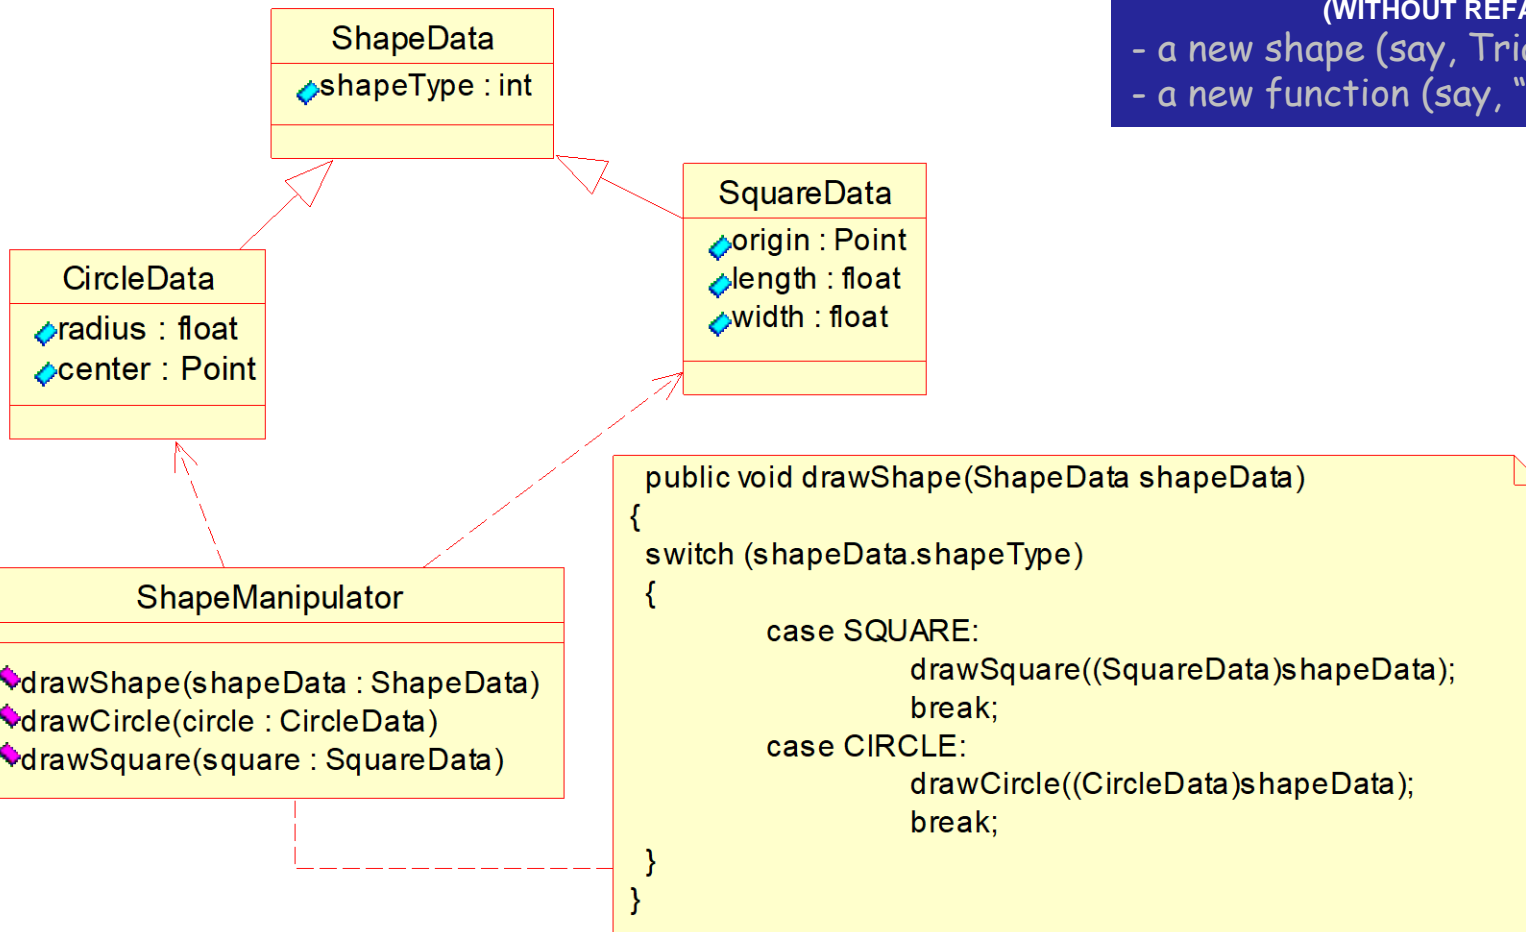 (WITHOUT
- a new shape (say,
- a new function (say, “
ShapeData
shapeType : int
SquareData
origin : Point
length : float
width : float
CircleData
radius : float
center : Point
ShapeManipulator
drawShape(shapeData : ShapeData)
drawCircle(circle : CircleData)
drawSquare(square : SquareData)
public void drawShape(ShapeData shapeData)
{
switch (shapeData.shapeType)
{
case SQUARE:
drawSquare((SquareData)shapeData);
break;
case CIRCLE:
drawCircle((CircleData)shapeData);
break;
}
}